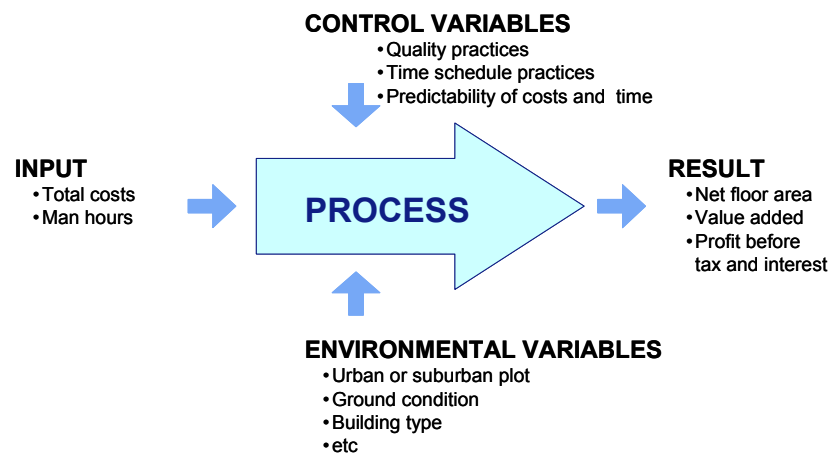 CONTROL VARIABLES
•Quality practices
•Time schedule practices
•Predictability of costs and time
INPUT
•Total costs
•Man hours
PROCESS
RESULT
•Net floor area
•Value added
•Profit before
tax and interest
ENVIRONMENTAL VARIABLES
•Urban or suburban plot
•Ground condition
•Building type
•etc